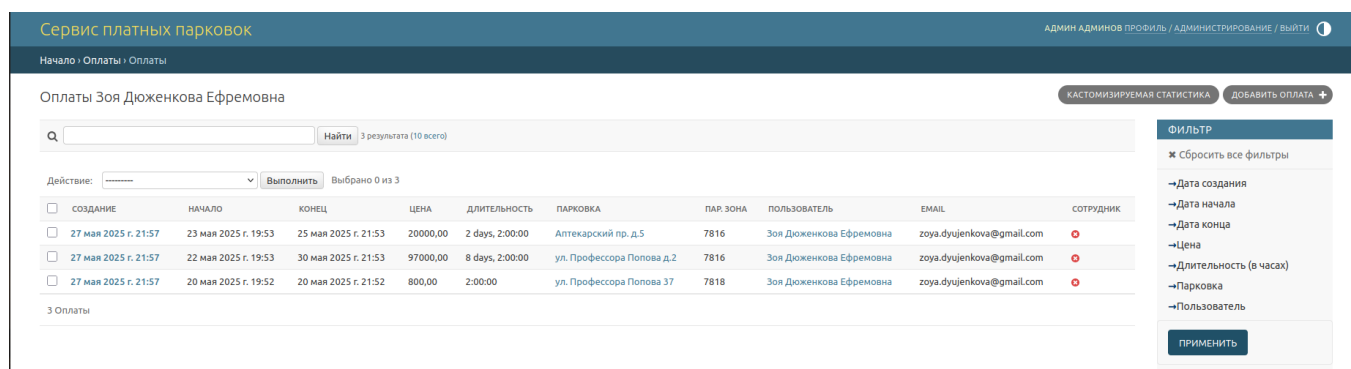 Сервис платных парковок
АДМИН АДМИНОВ ПРОФИЛЬ / АДМИНИСТРИРОВАНИЕ / ВЫЙТИ
Начало › Оплаты › Оплаты
Оплаты Зоя Дюженкова Ефремовна
КАСТОМИЗИРУЕМАЯ СТАТИСТИКА ДОБАВИТЬ ОПЛАТА
Найти 3 результата (10 всего)
Действие: --------- Выполнить Выбрано 0 из 3
СОЗДАНИЕ НАЧАЛО КОНЕЦ ЦЕНА ДЛИТЕЛЬНОСТЬ ПАРКОВКА ПАР. ЗОНА ПОЛЬЗОВАТЕЛЬ EMAIL СОТРУДНИК
27 мая 2025 г. 21:57 23 мая 2025 г. 19:53 25 мая 2025 г. 21:53 20000,00 2 days, 2:00:00 Аптекарский пр. д.5 7816 Зоя Дюженкова Ефремовна zoya.dyujenkova@gmail.com
27 мая 2025 г. 21:57 22 мая 2025 г. 19:53 30 мая 2025 г. 21:53 97000,00 8 days, 2:00:00 ул. Профессора Попова д.2 7816 Зоя Дюженкова Ефремовна zoya.dyujenkova@gmail.com
27 мая 2025 г. 21:57 20 мая 2025 г. 19:52 20 мая 2025 г. 21:52 800,00 2:00:00 ул. Профессора Попова 37 7818 Зоя Дюженкова Ефремовна zoya.dyujenkova@gmail.com
3 Оплаты
ФИЛЬТР
✖ Сбросить все фильтры
→Дата создания
→Дата начала
→Дата конца
→Цена
→Длительность (в часах)
→Парковка
→Пользователь
ПРИМЕНИТЬ